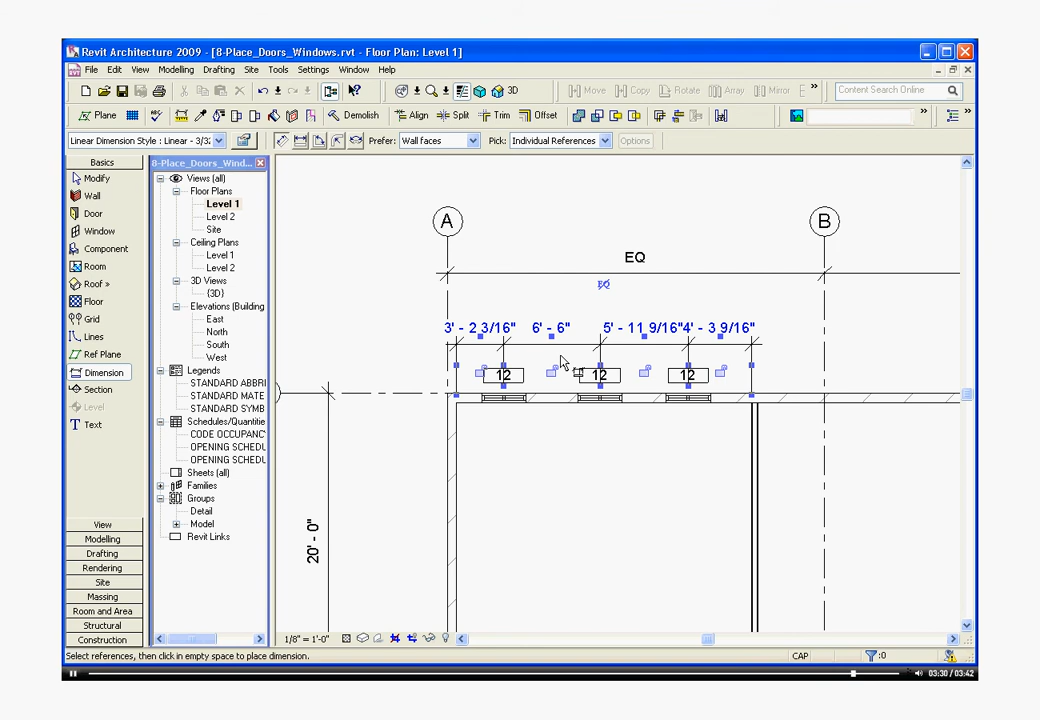 Revit Architecture 2009 - [8-Place_Doors_Windows.rvt - Floor Plan: Level 1]
File Edit View Modelling Drafting Site Tools Settings Window Help
3D Move Copy Rotate Array Mirror Content Search Online
Plane Demolish Align Split Trim Offset
Linear Dimension Style : Linear - 3/32 Prefer: Wall faces Pick: Individual References Options
Basics
Modify
Wall
Door
Window
Component
Room
Roof »
Floor
Grid
Lines
Ref Plane
Dimension
Section
Level
Text
View
Modelling
Drafting
Rendering
Site
Massing
Room and Area
Structural
Construction
8-Place_Doors_Wind...
Views (all)
Floor Plans
Level 1
Level 2
Site
Ceiling Plans
Level 1
Level 2
3D Views
{3D}
Elevations (Building
East
North
South
West
Legends
STANDARD ABBRI
STANDARD MATE
STANDARD SYMB
Schedules/Quantitie
CODE OCCUPANC
OPENING SCHEDU
OPENING SCHEDU
Sheets (all)
Families
Groups
Detail
Model
Revit Links
A B
EQ
EQ
3' - 2 3/16" 6' - 6" 5' - 11 9/16" 4' - 3 9/16"
12 12 12
20' - 0"
1/8" = 1'-0"
Select references, then click in empty space to place dimension. CAP :0
03:30 / 03:42